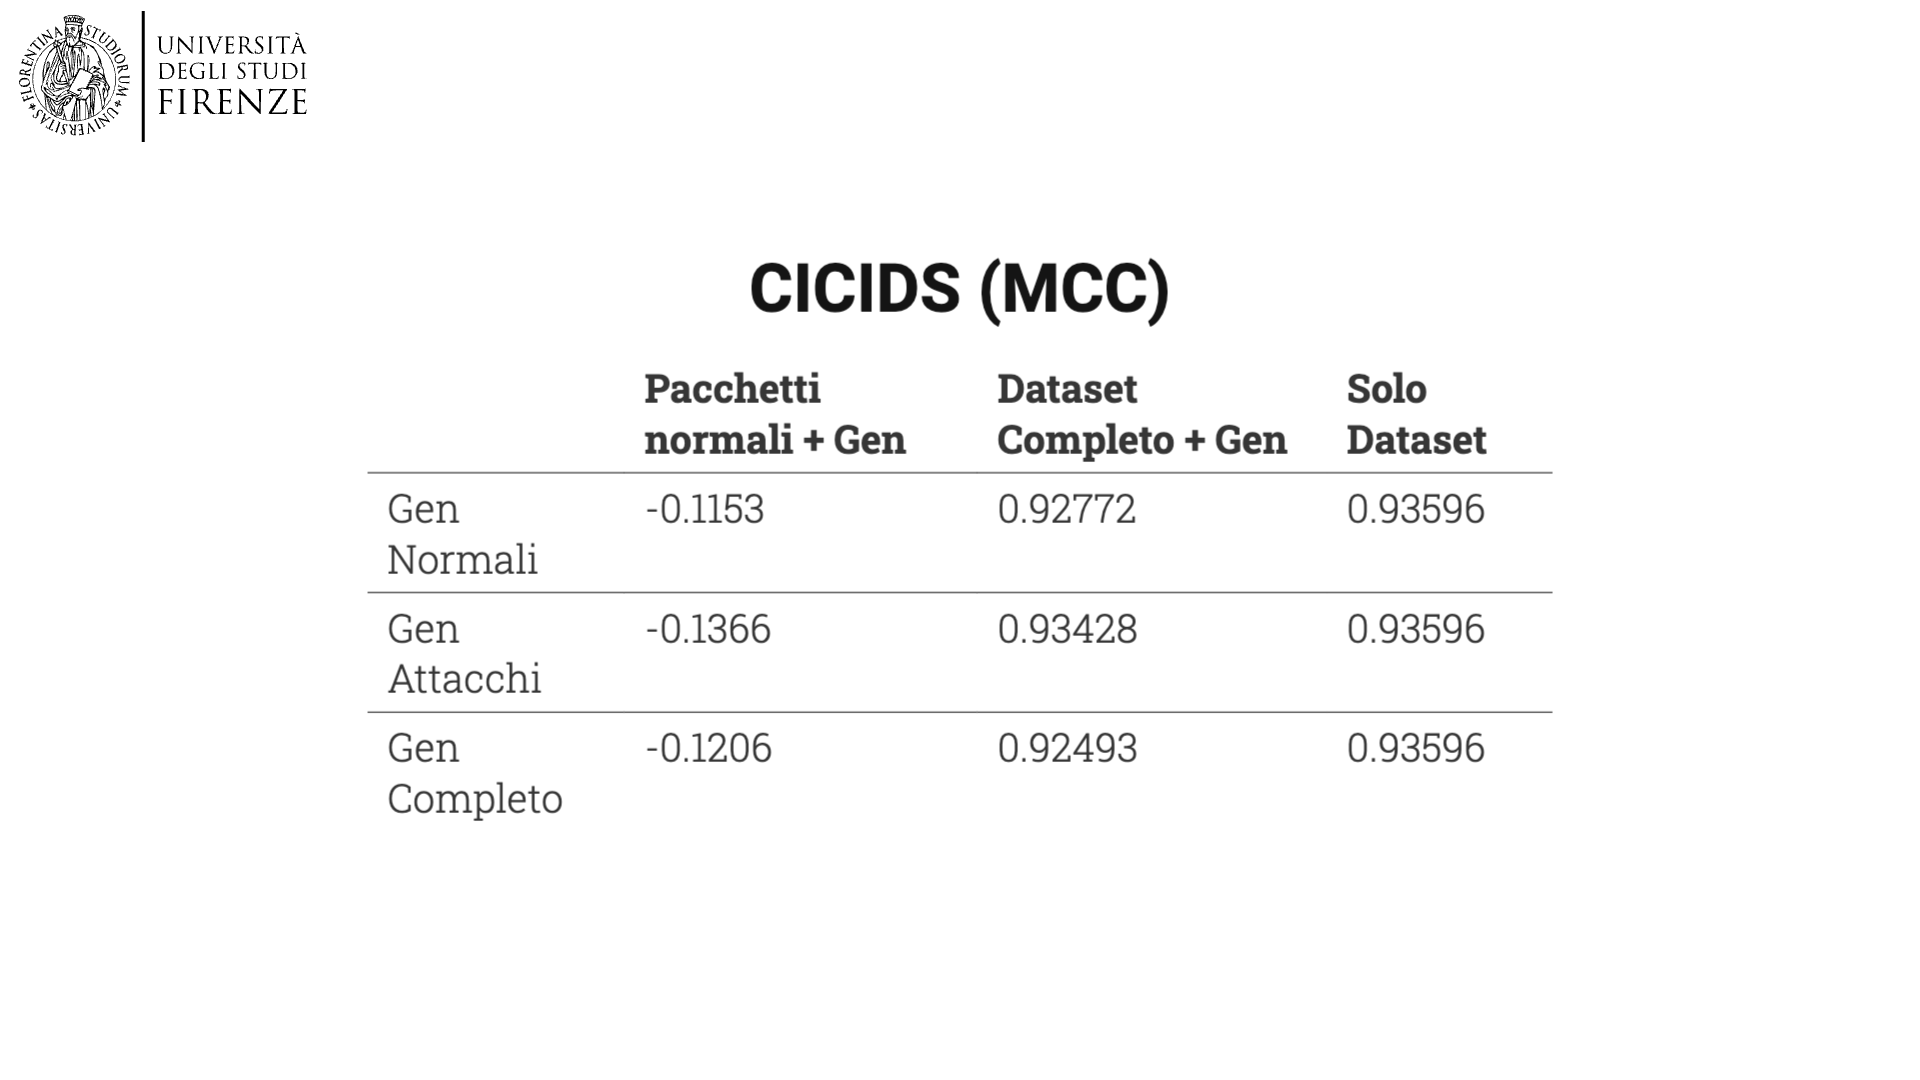 FLORENTINA STUDIORUM UNIVERSITAS
UNIVERSITÀ
DEGLI STUDI
FIRENZE
CICIDS (MCC)
Pacchetti normali + Gen
Dataset Completo + Gen
Solo Dataset
Gen Normali
-0.1153
0.92772
0.93596
Gen Attacchi
-0.1366
0.93428
0.93596
Gen Completo
-0.1206
0.92493
0.93596